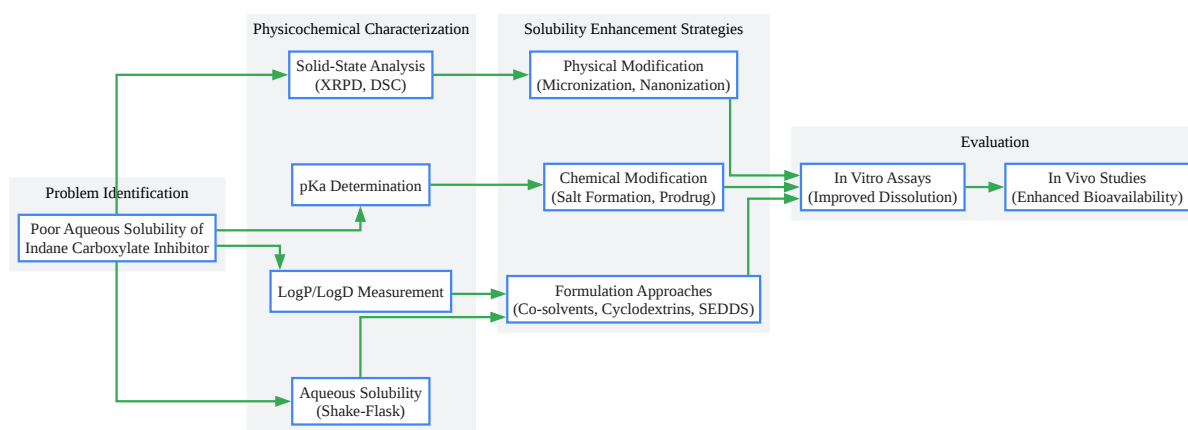 Problem Identification
Poor Aqueous Solubility of
Indane Carboxylate Inhibitor
Physicochemical Characterization
Solid-State Analysis
(XRPD, DSC)
pKa Determination
LogP/LogD Measurement
Aqueous Solubility
(Shake-Flask)
Solubility Enhancement Strategies
Physical Modification
(Micronization, Nanonization)
Chemical Modification
(Salt Formation, Prodrug)
Formulation Approaches
(Co-solvents, Cyclodextrins, SEDDS)
Evaluation
In Vitro Assays
(Improved Dissolution)
In Vivo Studies
(Enhanced Bioavailability)